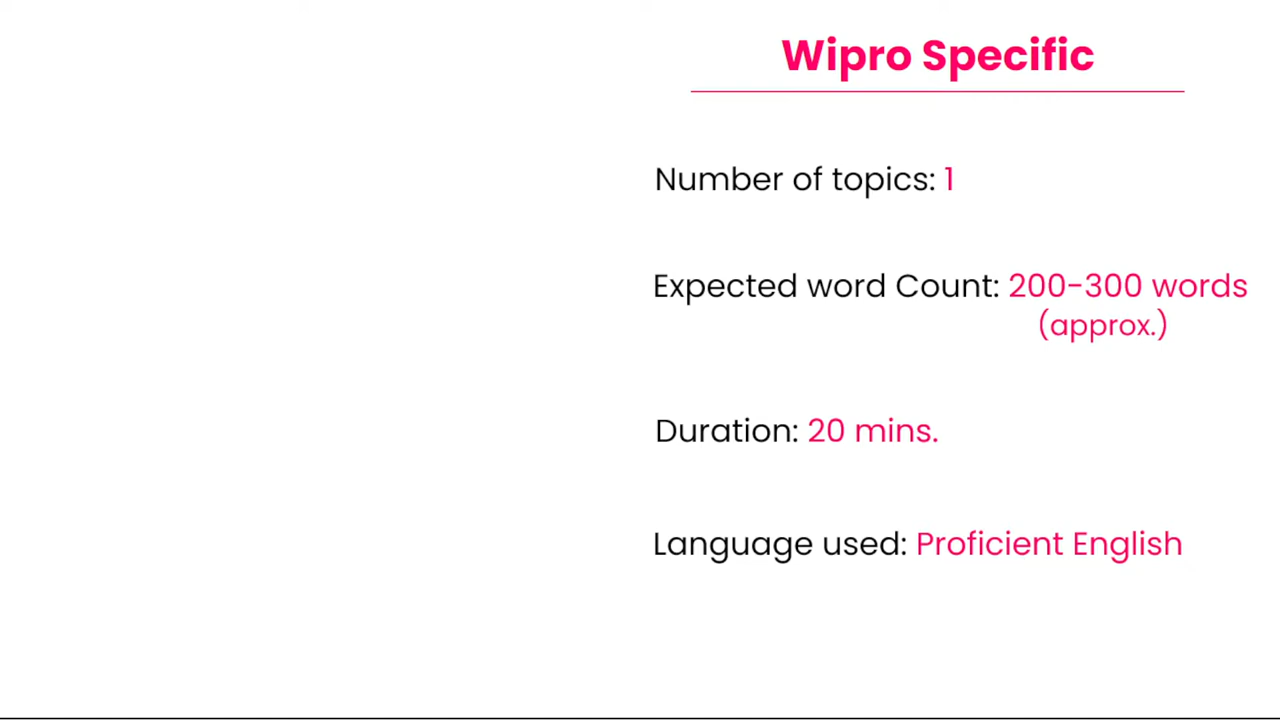 Wipro Specific
Number of topics: 1
Expected word Count: 200-300 words
(approx.)
Duration: 20 mins.
Language used: Proficient English